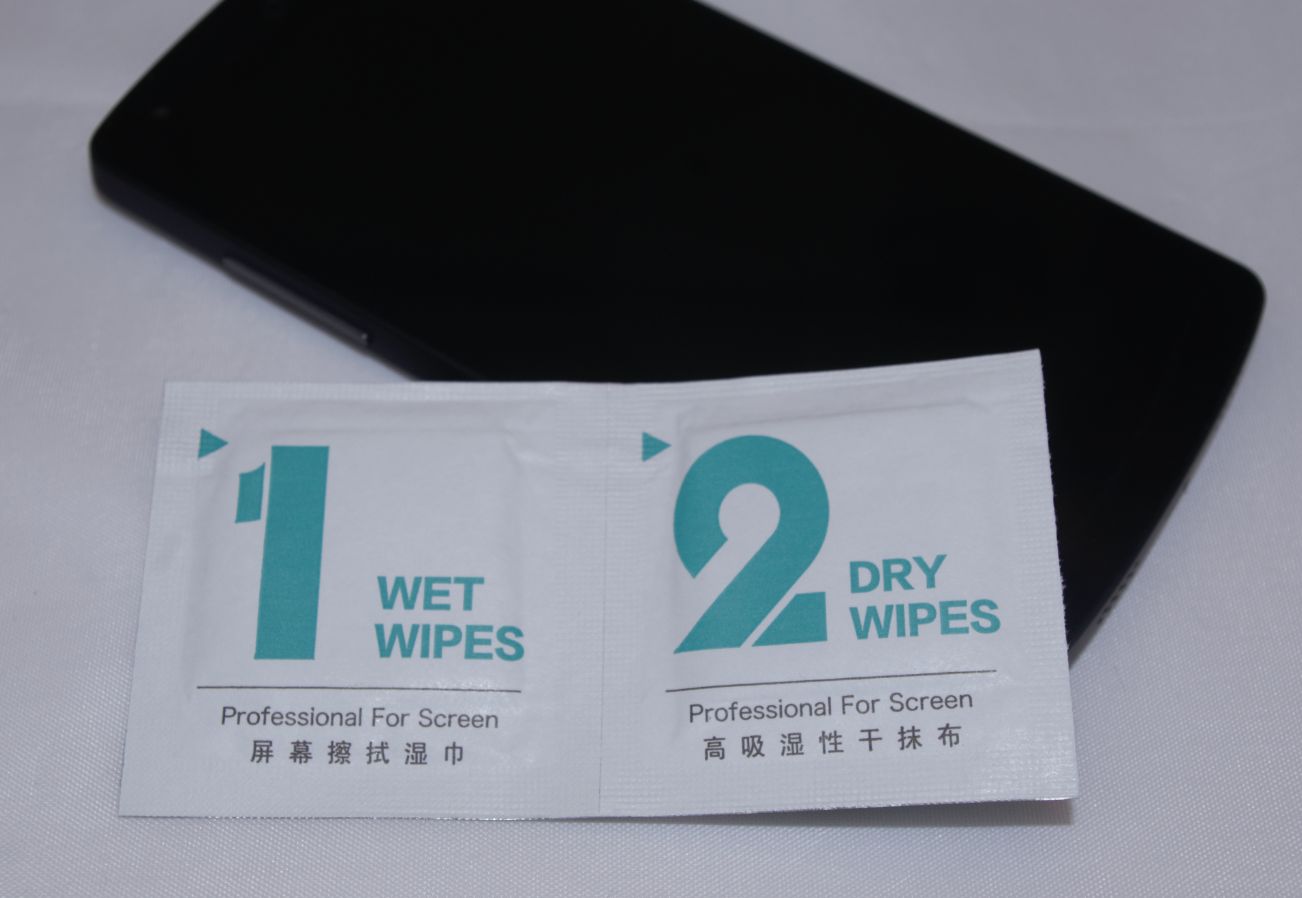 1
WET
WIPES
Professional For Screen
屏幕擦拭湿巾
2
DRY
WIPES
Professional For Screen
高吸湿性干抹布